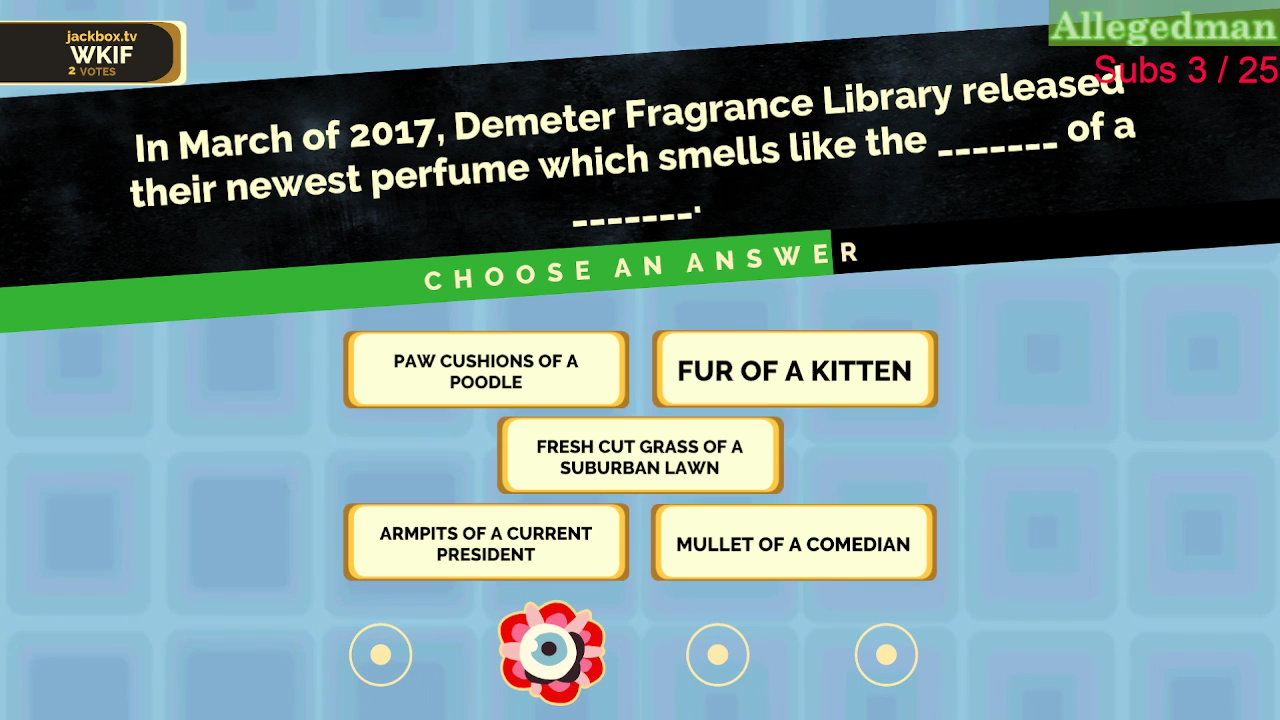 jackbox.tv
WKIF
2 VOTES
Allegedman
Subs 3 / 25
In March of 2017, Demeter Fragrance Library released
their newest perfume which smells like the _______ of a
_______.
CHOOSE AN ANSWER
PAW CUSHIONS OF A
POODLE
FUR OF A KITTEN
FRESH CUT GRASS OF A
SUBURBAN LAWN
ARMPITS OF A CURRENT
PRESIDENT
MULLET OF A COMEDIAN